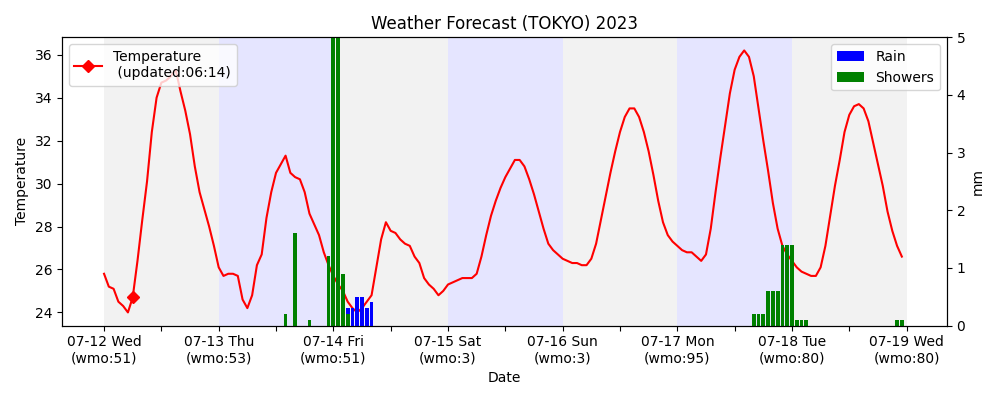 Weather Forecast (TOKYO) 2023
Temperature
(updated:06:14)
Rain
Showers
36
34
32
30
28
26
24
Temperature
5
4
3
2
1
0
mm
07-12 Wed
(wmo:51)
07-13 Thu
(wmo:53)
07-14 Fri
(wmo:51)
07-15 Sat
(wmo:3)
07-16 Sun
(wmo:3)
07-17 Mon
(wmo:95)
07-18 Tue
(wmo:80)
07-19 Wed
(wmo:80)
Date